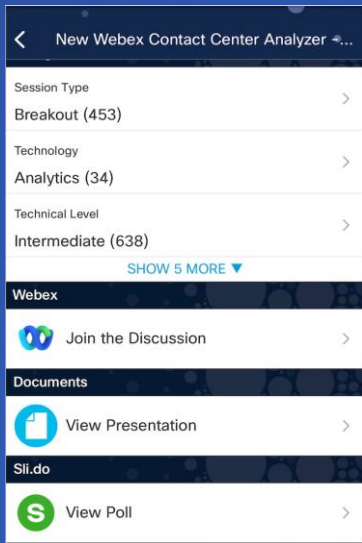 New Webex Contact Center Analyzer -...
Session Type
Breakout (453)
Technology
Analytics (34)
Technical Level
Intermediate (638)
SHOW 5 MORE ▼
Webex
Join the Discussion
Documents
View Presentation
Sli.do
S View Poll